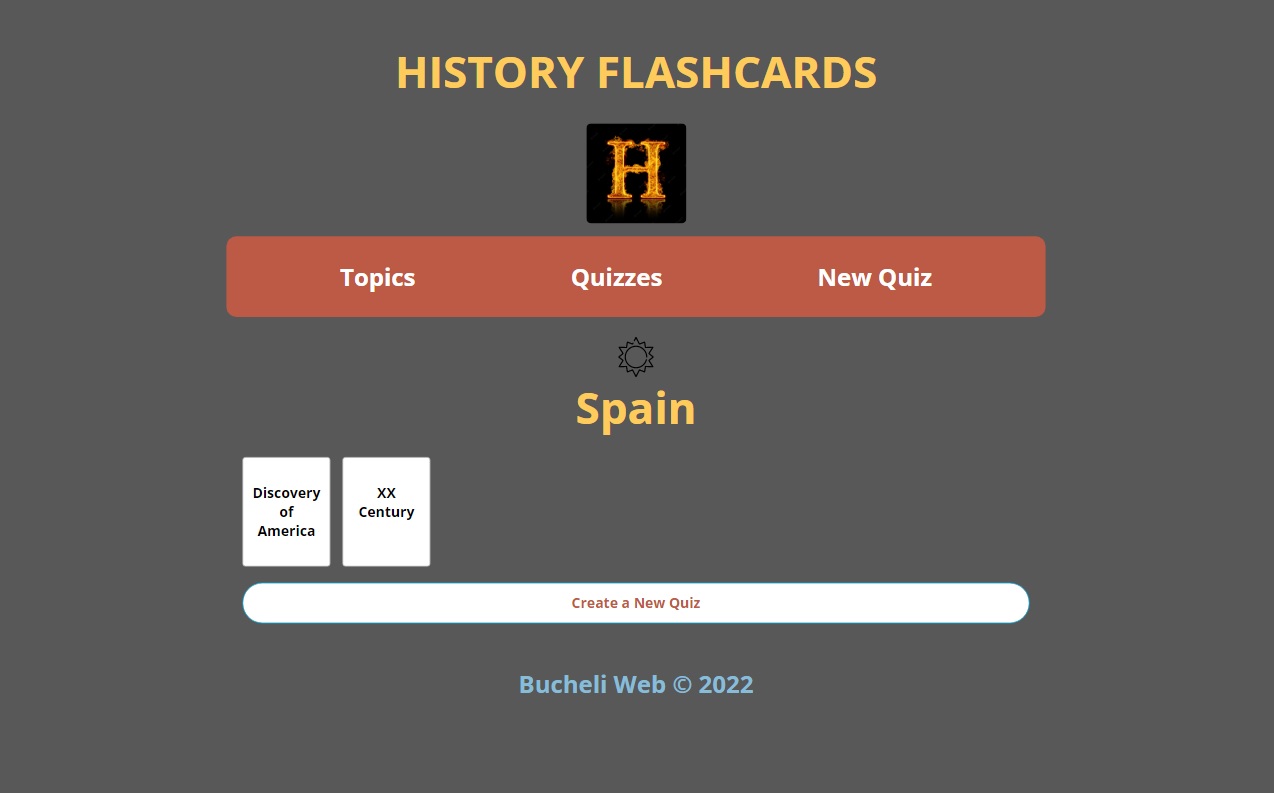 HISTORY FLASHCARDS
H
Topics Quizzes New Quiz
Spain
Discovery
of
America
XX
Century
Create a New Quiz
Bucheli Web © 2022